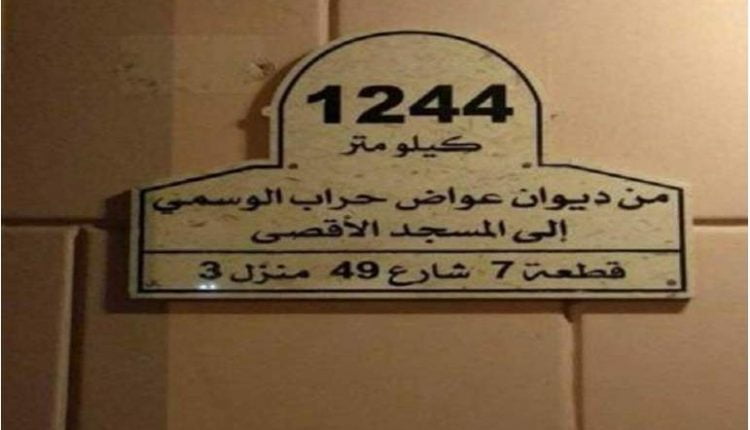 1244
كيلو متر
من ديوان عواض حراب الوسمي
إلى المسجد الأقصى
قطعة 7 شارع 49 منزل 3